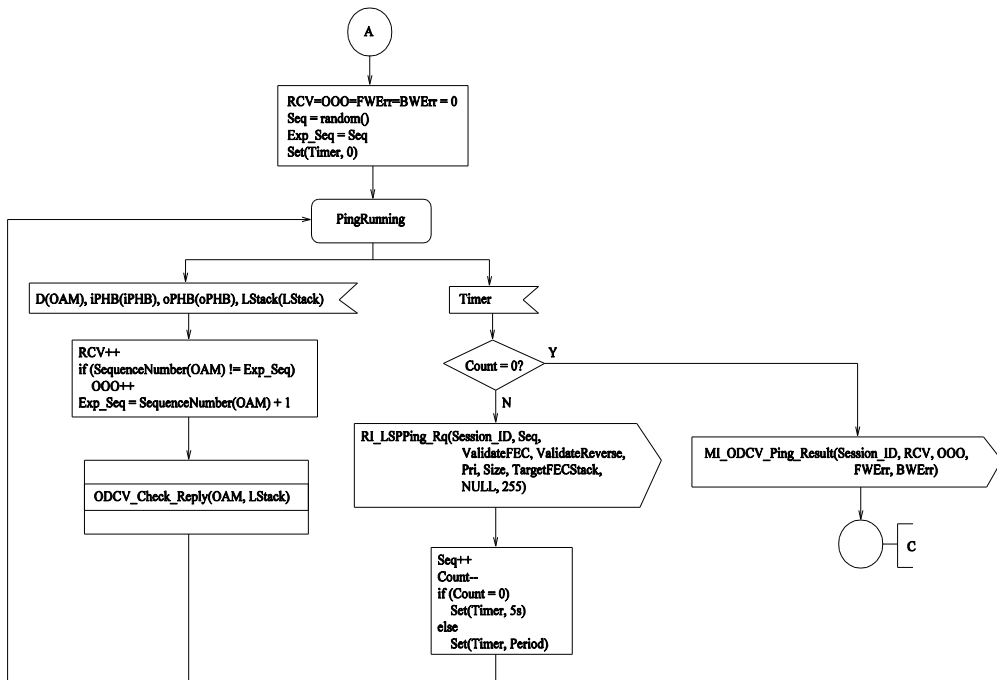 A
RCV=OOO=FWErr=BWErr = 0
Seq = random()
Exp_Seq = Seq
Set(Timer, 0)
PingRunning
D(OAM), iPHB(iPHB), oPHB(oPHB), LStack(LStack)
Timer
RCV++
if (SequenceNumber(OAM) != Exp_Seq)
OOO++
Exp_Seq = SequenceNumber(OAM) + 1
Count = 0?
Y
N
RI_LSPPing_Rq(Session_ID, Seq,
ValidateFEC, ValidateReverse,
Pri, Size, TargetFECStack,
NULL, 255)
MI_ODCV_Ping_Result(Session_ID, RCV, OOO,
FWErr, BWErr)
ODCV_Check_Reply(OAM, LStack)
C
Seq++
Count--
if (Count = 0)
Set(Timer, 5s)
else
Set(Timer, Period)